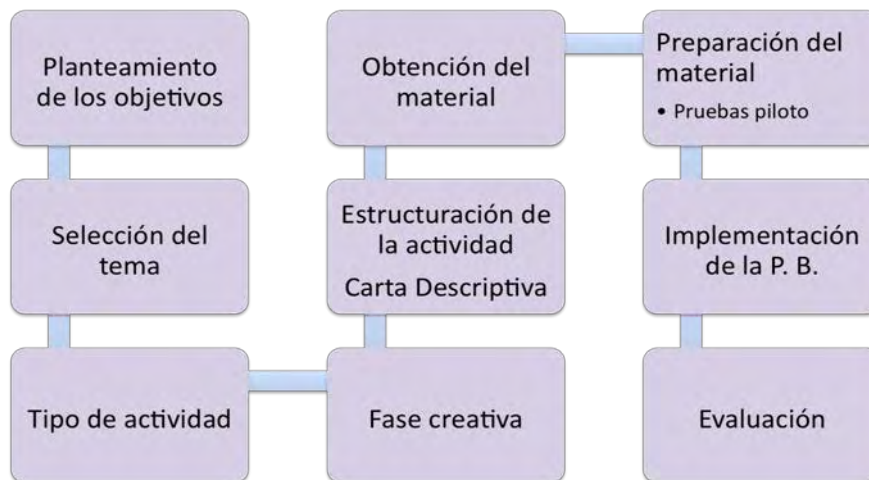 Planteamiento
de los objetivos
Selección del
tema
Tipo de actividad
Fase creativa
Estructuración de
la actividad
Carta Descriptiva
Obtención del
material
Preparación del
material
• Pruebas piloto
Implementación
de la P. B.
Evaluación